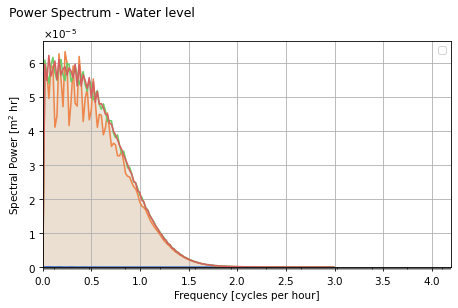 Power Spectrum - Water level
×10⁻⁵
6
5
4
3
2
1
0
Spectral Power [m² hr]
0.0 0.5 1.0 1.5 2.0 2.5 3.0 3.5 4.0
Frequency [cycles per hour]